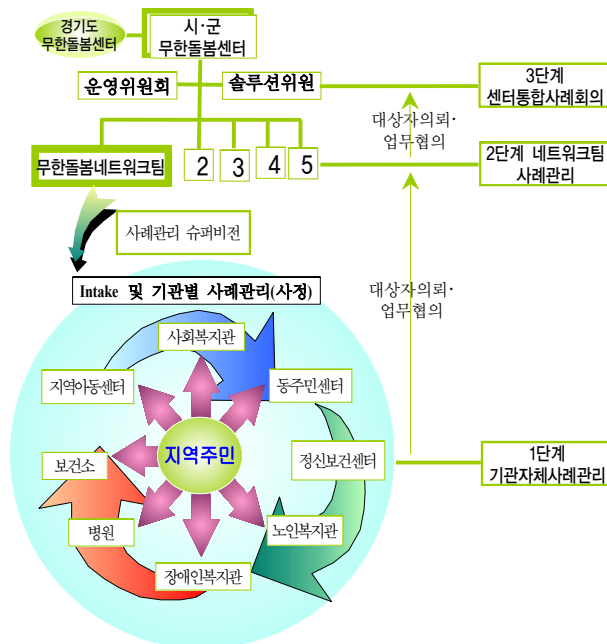 경기도
무한돌봄센터
시·군
무한돌봄센터
운영위원회
솔루션위원
3단계
센터통합사례회의
대상자의뢰·
업무협의
무한돌봄네트워크팀
2
3
4
5
2단계 네트워크팀
사례관리
사례관리 슈퍼비전
Intake 및 기관별 사례관리(사정)
대상자의뢰·
업무협의
사회복지관
지역아동센터
동주민센터
보건소
지역주민
정신보건센터
1단계
기관자체사례관리
병원
노인복지관
장애인복지관